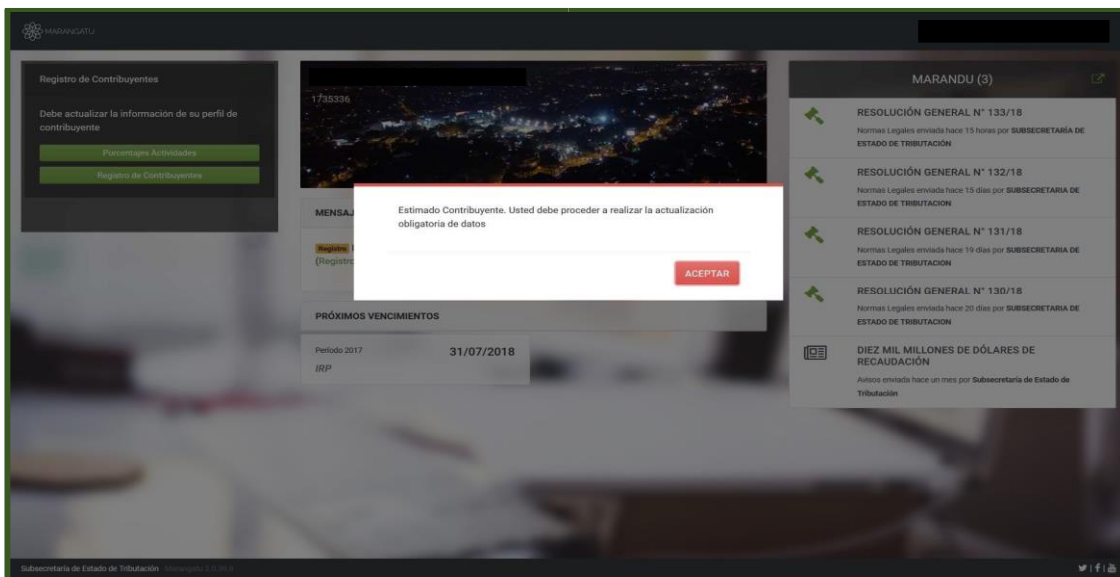 MARANGATU
Registro de Contribuyentes
Debe actualizar la información de su perfil de
contribuyente
Porcentajes Actividades
Registro de Contribuyentes
1735336
MENSAJ
Registro
(Registro
Estimado Contribuyente. Usted debe proceder a realizar la actualización
obligatoria de datos
ACEPTAR
PRÓXIMOS VENCIMIENTOS
Periodo 2017
31/07/2018
IRP
MARANDU (3)
RESOLUCIÓN GENERAL N° 133/18
Normas Legales enviada hace 15 horas por SUBSECRETARÍA DE
ESTADO DE TRIBUTACIÓN
RESOLUCIÓN GENERAL N° 132/18
Normas Legales enviada hace 15 días por SUBSECRETARIA DE
ESTADO DE TRIBUTACION
RESOLUCIÓN GENERAL N° 131/18
Normas Legales enviada hace 19 días por SUBSECRETARIA DE
ESTADO DE TRIBUTACION
RESOLUCIÓN GENERAL N° 130/18
Normas Legales enviada hace 20 días por SUBSECRETARIA DE
ESTADO DE TRIBUTACION
DIEZ MIL MILLONES DE DÓLARES DE
RECAUDACIÓN
Avisos enviada hace un mes por Subsecretaría de Estado de
Tributación
Subsecretaría de Estado de Tributación - Marangatu